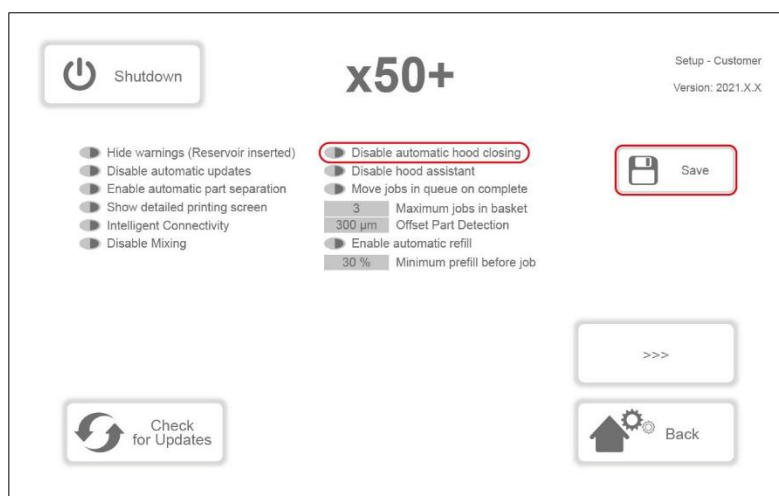 Shutdown
x50+
Setup - Customer
Version: 2021.X.X
Hide warnings (Reservoir inserted)
Disable automatic updates
Enable automatic part separation
Show detailed printing screen
Intelligent Connectivity
Disable Mixing
Disable automatic hood closing
Disable hood assistant
Move jobs in queue on complete
3 Maximum jobs in basket
300 µm Offset Part Detection
Enable automatic refill
30 % Minimum prefill before job
Save
>>>
Check
for Updates
Back